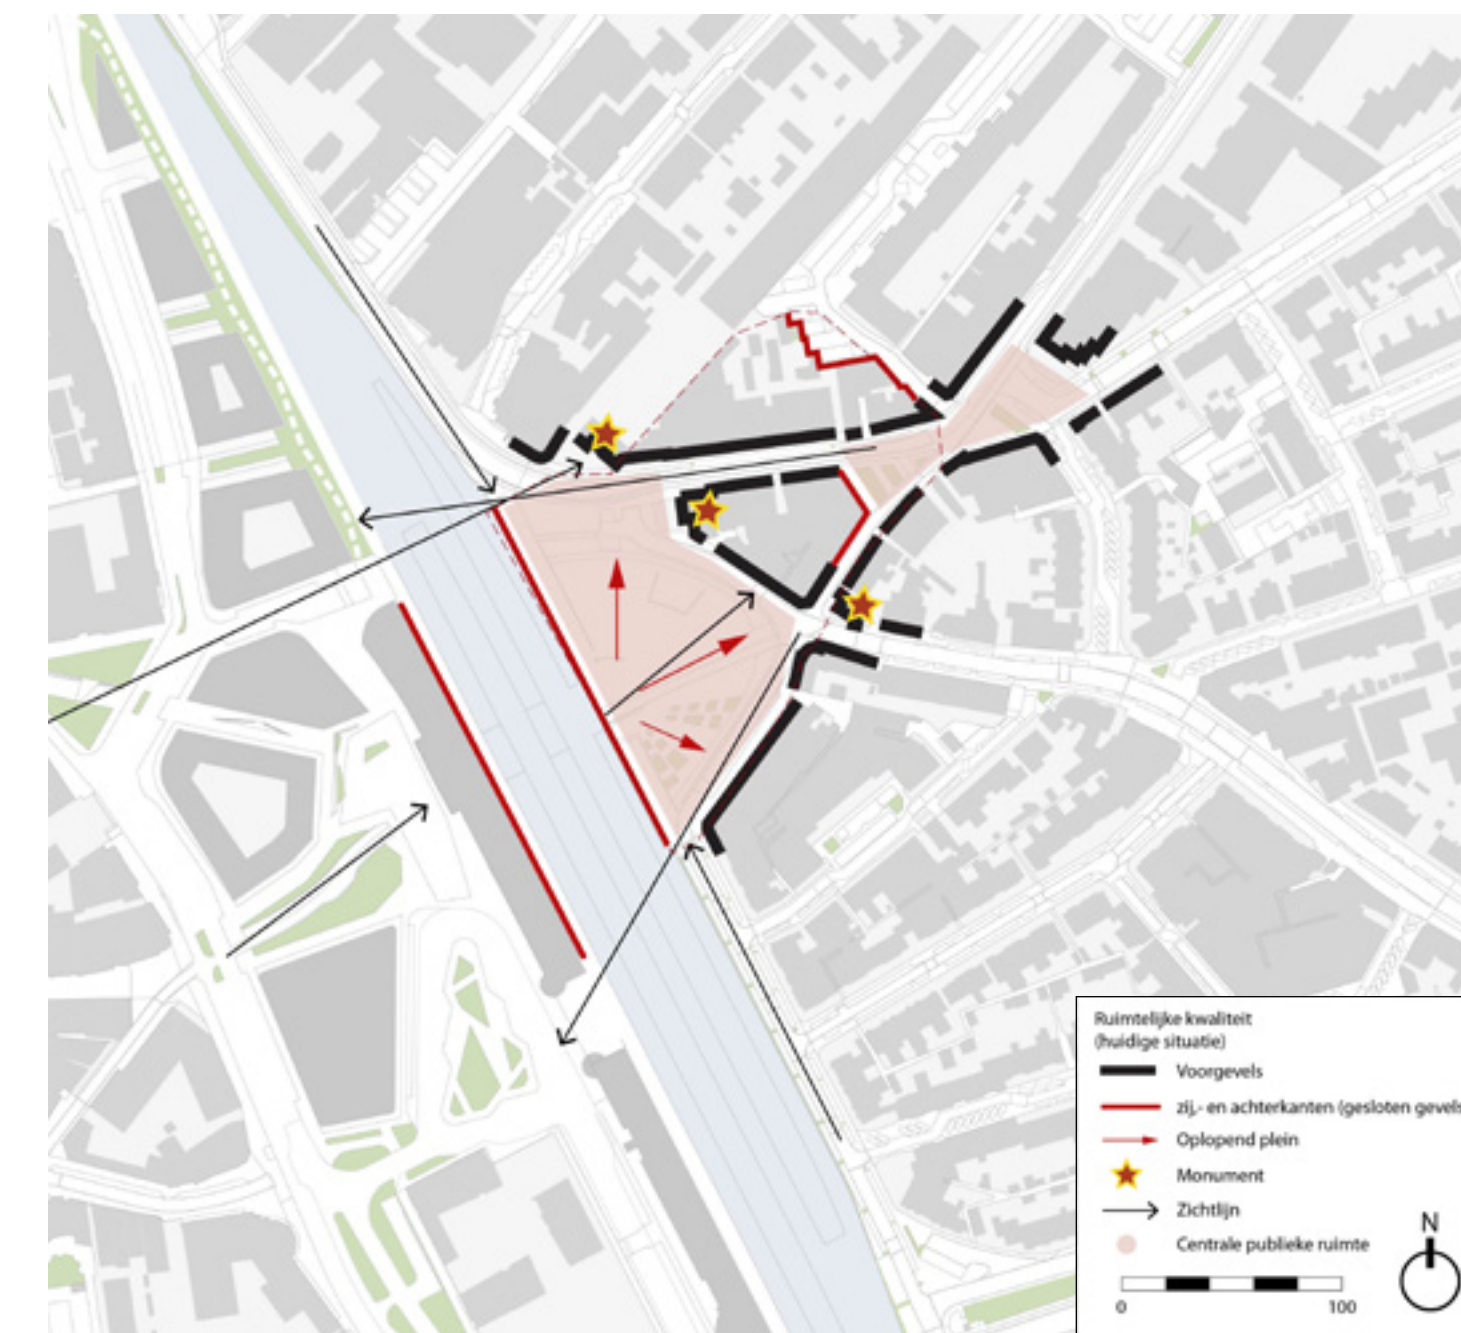 Ruimtelijke kwaliteit
(huidige situatie)
Voorgevels
zij,- en achterkanten (gesloten gevels
Oplopend plein
Monument
Zichtlijn
Centrale publieke ruimte
N
0 100